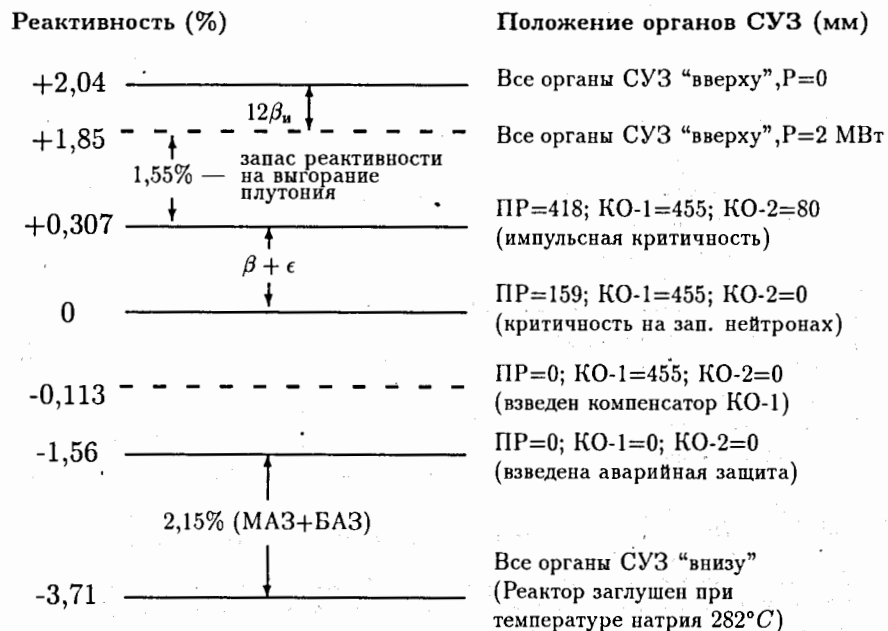 Реактивность (%)
Положение органов СУЗ (мм)
+2,04
Все органы СУЗ “вверху”,P=0
12βи
+1,85
Все органы СУЗ “вверху”,P=2 МВт
1,55% —
запас реактивности
на выгорание
плутония
+0,307
ПР=418; КО-1=455; КО-2=80
(импульсная критичность)
β + ϵ
0
ПР=159; КО-1=455; КО-2=0
(критичность на зап. нейтронах)
-0,113
ПР=0; КО-1=455; КО-2=0
(взведен компенсатор КО-1)
-1,56
ПР=0; КО-1=0; КО-2=0
(взведена аварийная защита)
2,15% (МАЗ+БАЗ)
-3,71
Все органы СУЗ “внизу”
(Реактор заглушен при
температуре натрия 282°C)